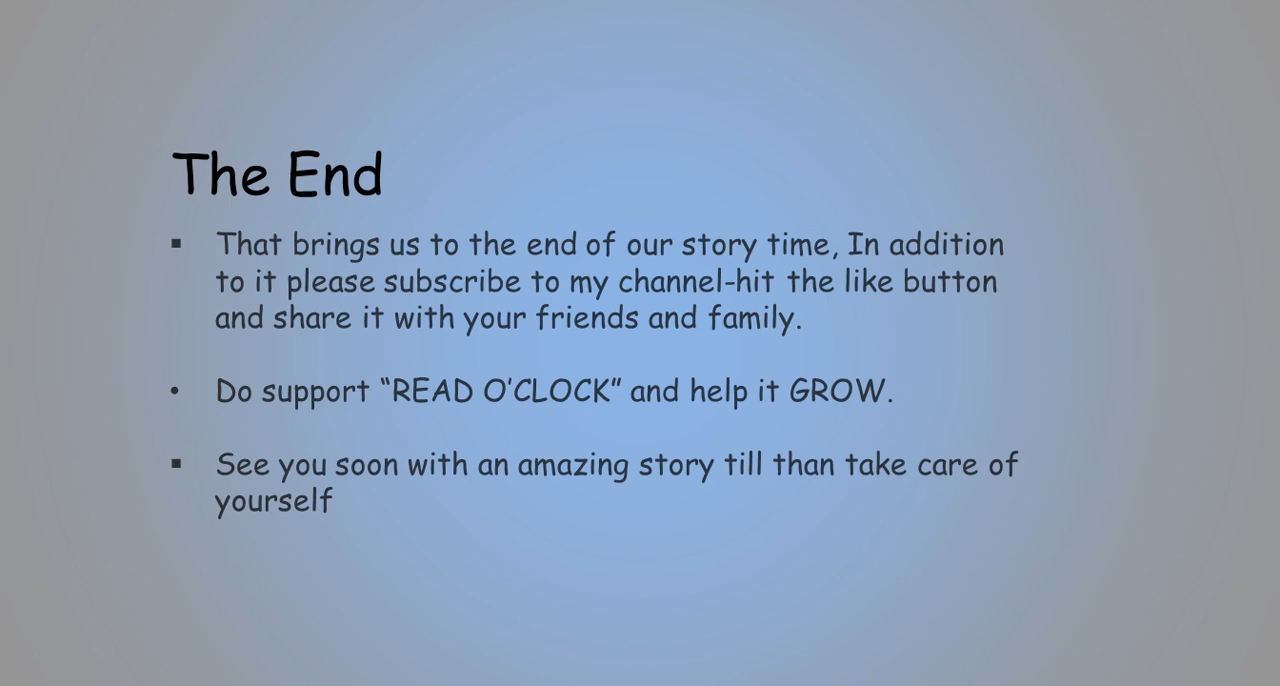 The End
▪ That brings us to the end of our story time, In addition
to it please subscribe to my channel-hit the like button
and share it with your friends and family.
• Do support “READ O’CLOCK” and help it GROW.
▪ See you soon with an amazing story till than take care of
yourself